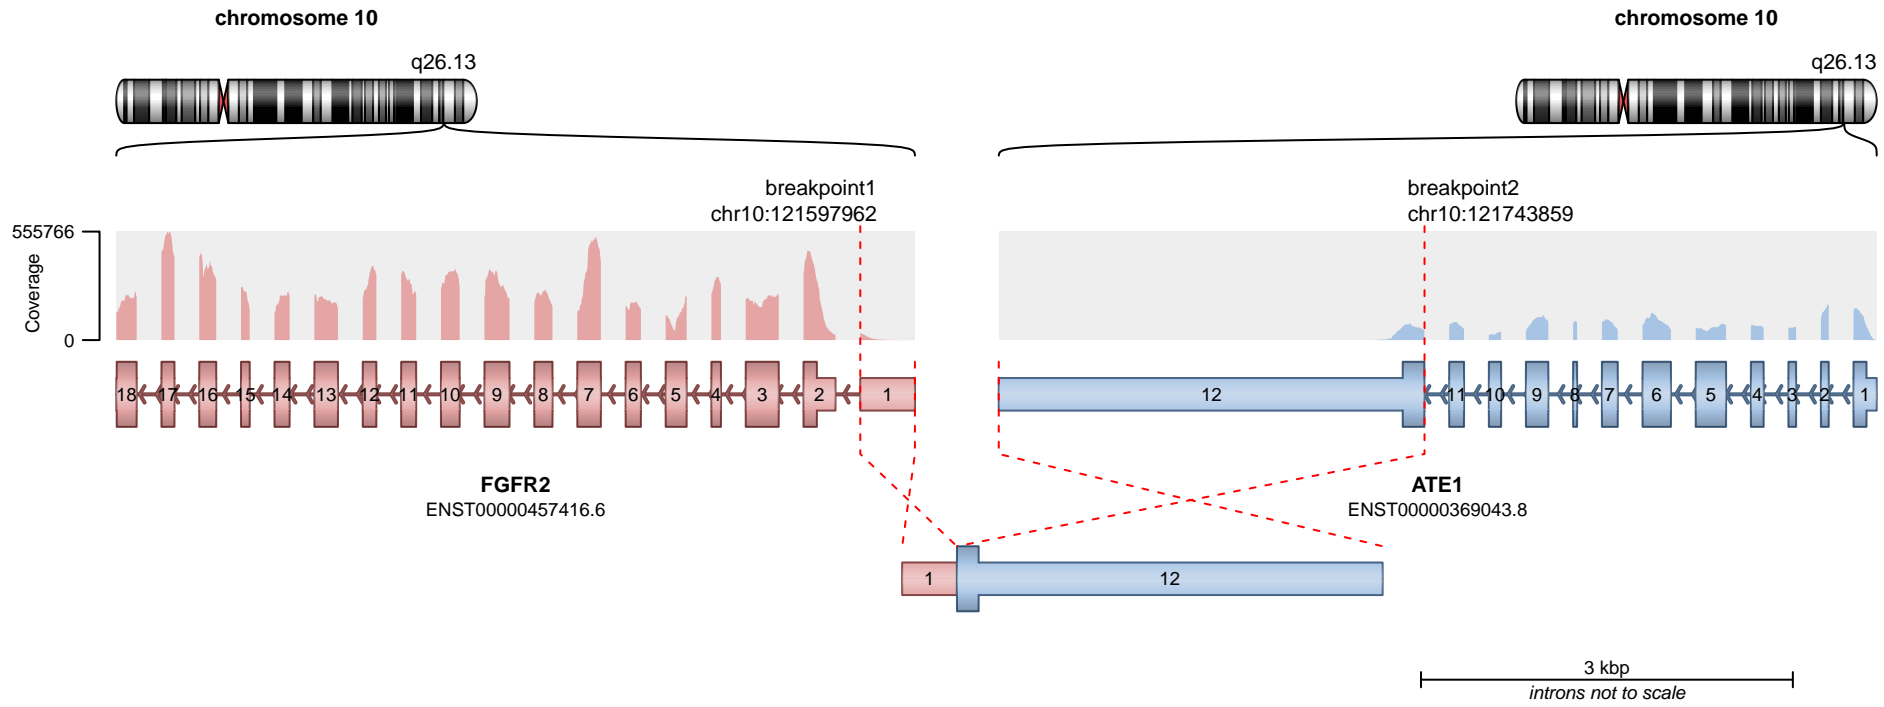 chromosome 10
chromosome 10
q26.13
q26.13
breakpoint1
chr10:121597962
breakpoint2
chr10:121743859
555766
Coverage
0
18 17 16 15 14 13 12 11 10 9 8 7 6 5 4 3 2 1
12 11 10 9 8 7 6 5 4 3 2 1
FGFR2
ENST00000457416.6
ATE1
ENST00000369043.8
1 12
3 kbp
introns not to scale